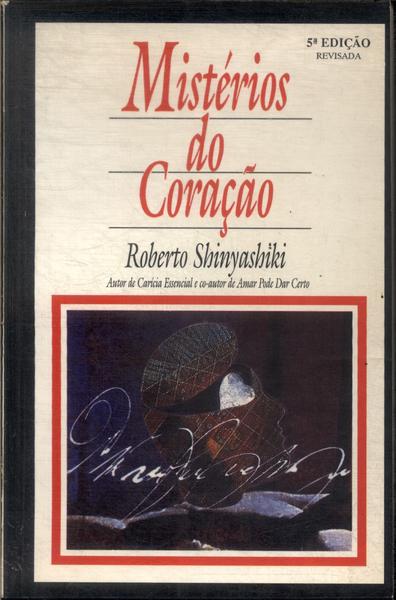 5ª EDIÇÃO
REVISADA
Mistérios
do
Coração
Roberto Shinyashiki
Autor de Carícia Essencial e co-autor de Amar Pode Dar Certo